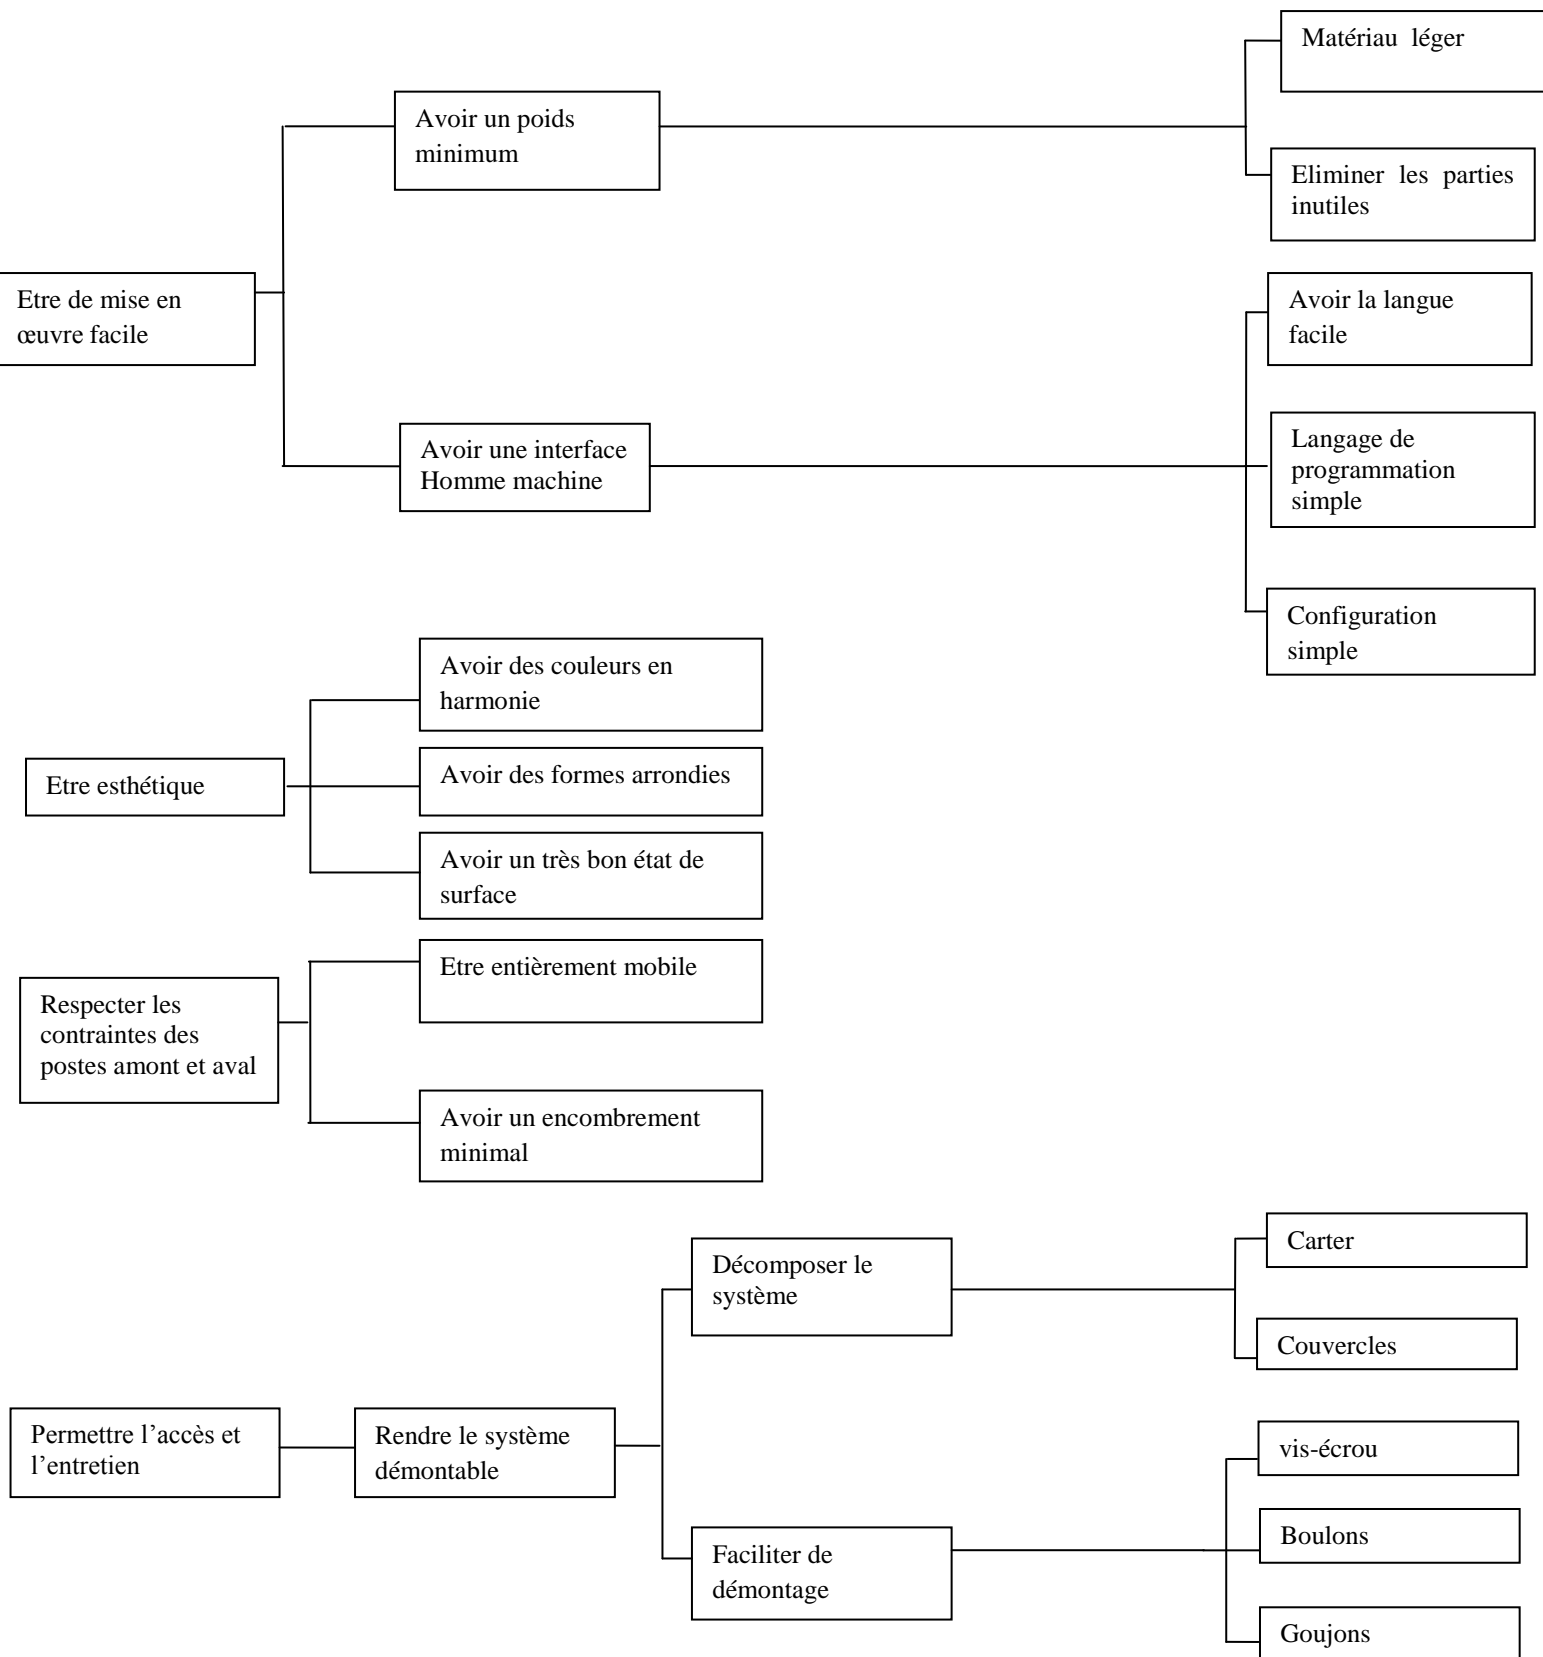 Matériau léger
Avoir un poids
minimum
Eliminer les parties
inutiles
Etre de mise en
œuvre facile
Avoir la langue
facile
Avoir une interface
Homme machine
Langage de
programmation
simple
Configuration
simple
Avoir des couleurs en
harmonie
Etre esthétique
Avoir des formes arrondies
Avoir un très bon état de
surface
Respecter les
contraintes des
postes amont et aval
Etre entièrement mobile
Avoir un encombrement
minimal
Permettre l’accès et
l’entretien
Rendre le système
démontable
Décomposer le
système
Carter
Couvercles
Faciliter de
démontage
vis-écrou
Boulons
Goujons